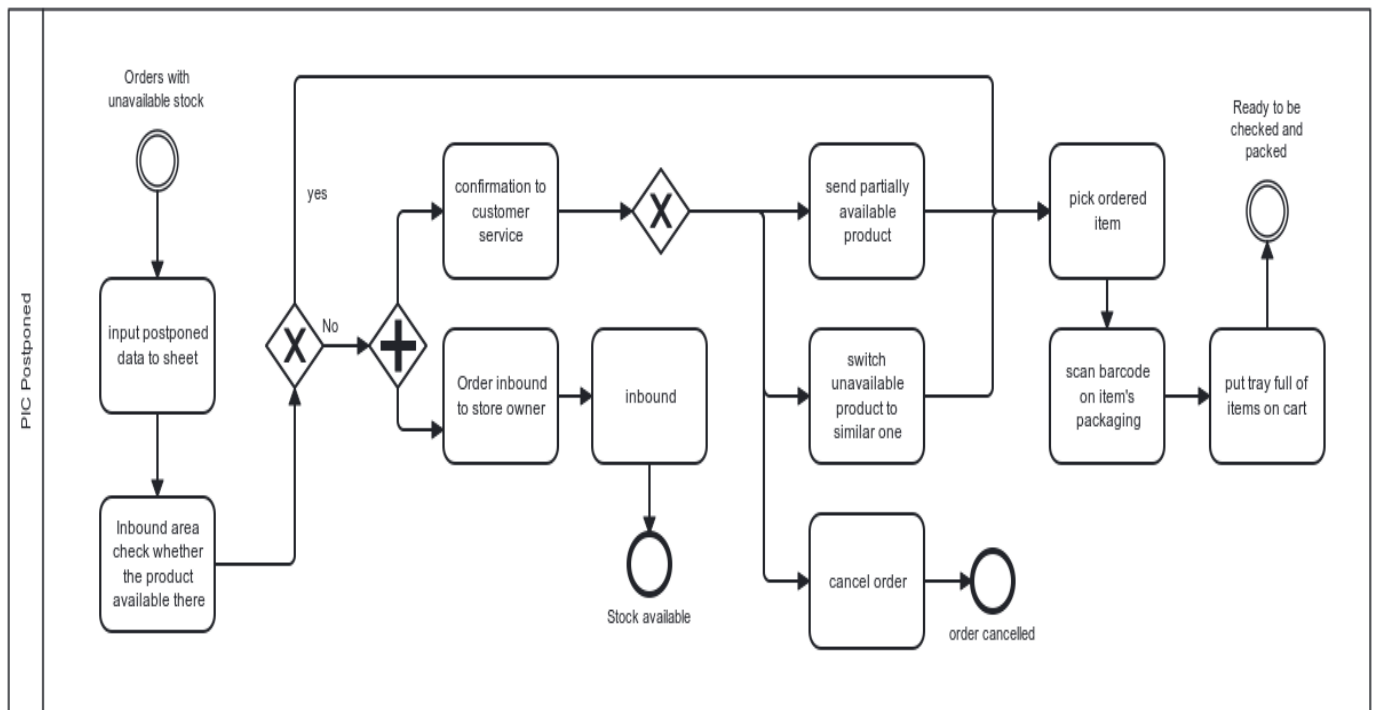 PIC Postponed
Orders with
unavailable stock
input postponed
data to sheet
Inbound area
check whether
the product
available there
yes
No
confirmation to
customer
service
Order inbound
to store owner
inbound
Stock available
send partially
available
product
switch
unavailable
product to
similar one
cancel order
order cancelled
pick ordered
item
scan barcode
on item's
packaging
put tray full of
items on cart
Ready to be
checked and
packed